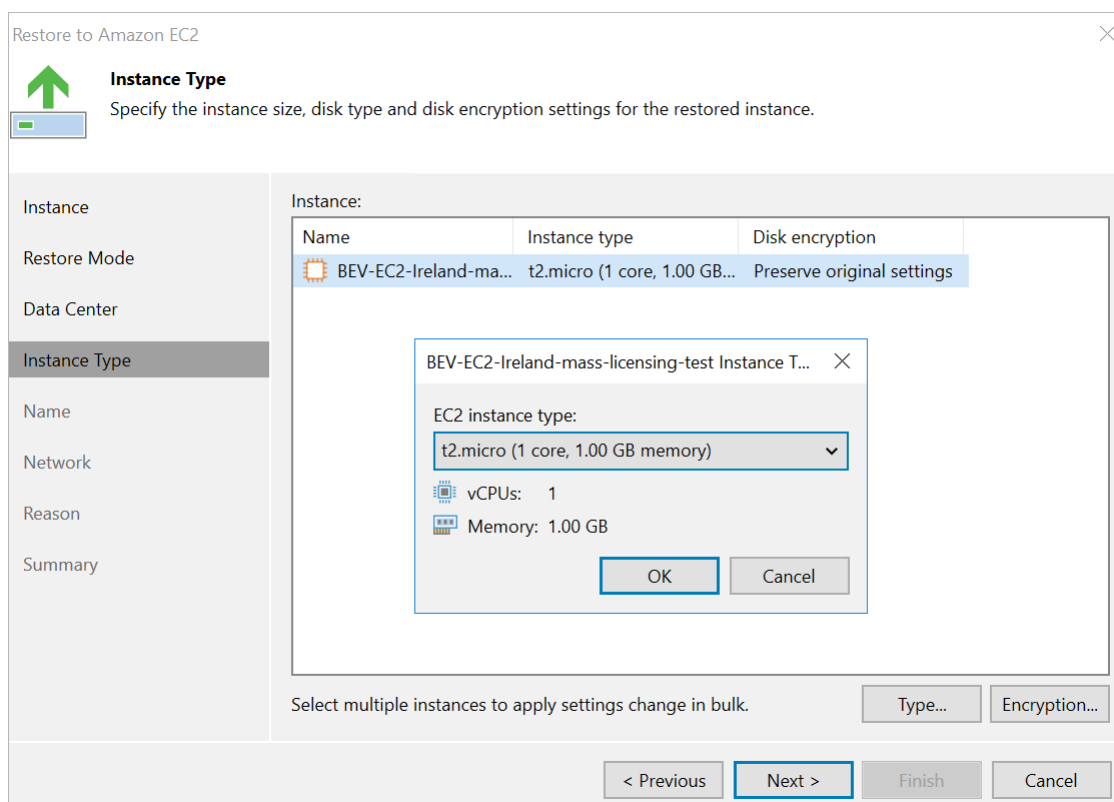 Restore to Amazon EC2
Instance Type
Specify the instance size, disk type and disk encryption settings for the restored instance.
Instance
Restore Mode
Data Center
Instance Type
Name
Network
Reason
Summary
Instance:
Name Instance type Disk encryption
BEV-EC2-Ireland-ma... t2.micro (1 core, 1.00 GB... Preserve original settings
BEV-EC2-Ireland-mass-licensing-test Instance T...
EC2 instance type:
t2.micro (1 core, 1.00 GB memory)
vCPUs: 1
Memory: 1.00 GB
OK Cancel
Select multiple instances to apply settings change in bulk. Type... Encryption...
< Previous Next > Finish Cancel